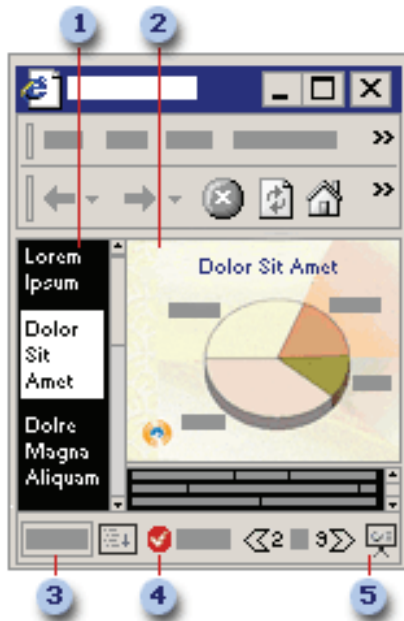 1 2
Lorem
Ipsum
Dolor
Sit
Amet
Dolre
Magna
Aliquam
Dolor Sit Amet
2 9
3 4 5